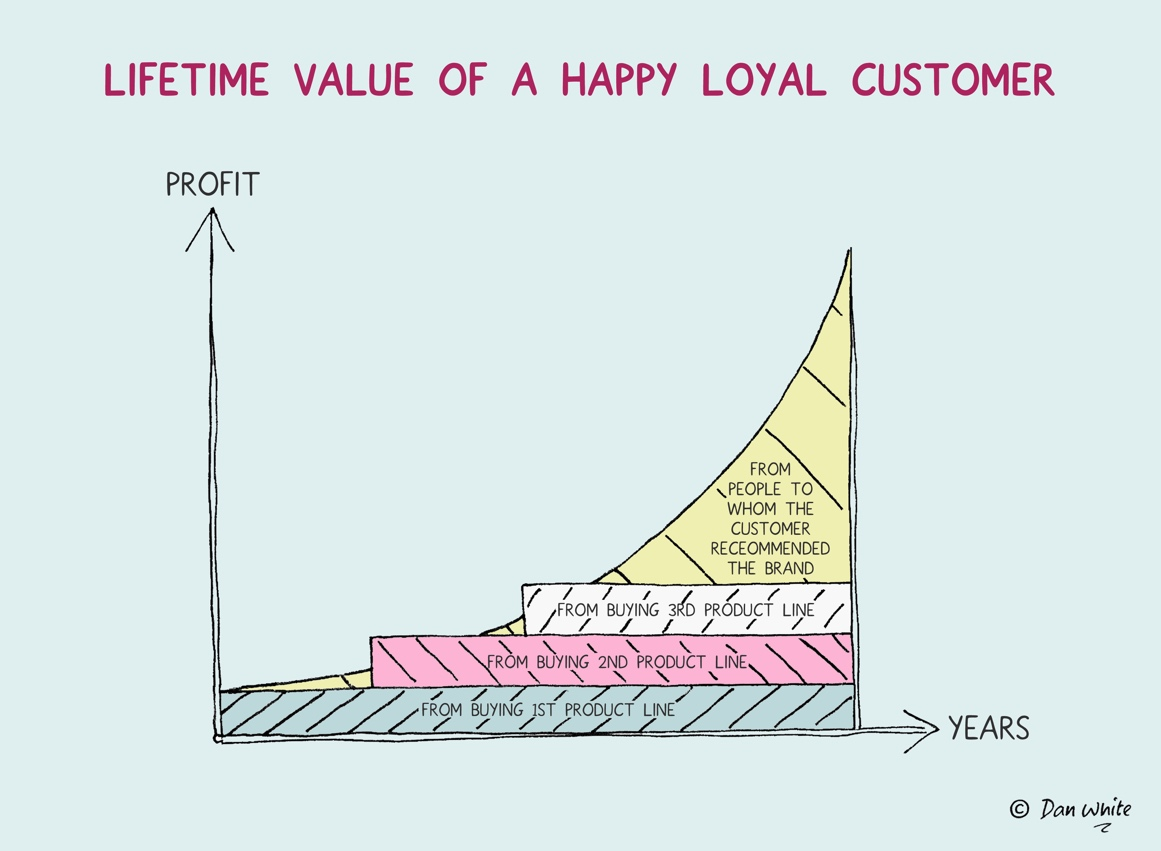 LIFETIME VALUE OF A HAPPY LOYAL CUSTOMER
PROFIT
FROM
PEOPLE TO
WHOM THE
CUSTOMER
RECEOMMENDED
THE BRAND
FROM BUYING 3RD PRODUCT LINE
FROM BUYING 2ND PRODUCT LINE
FROM BUYING 1ST PRODUCT LINE
YEARS
© Dan White